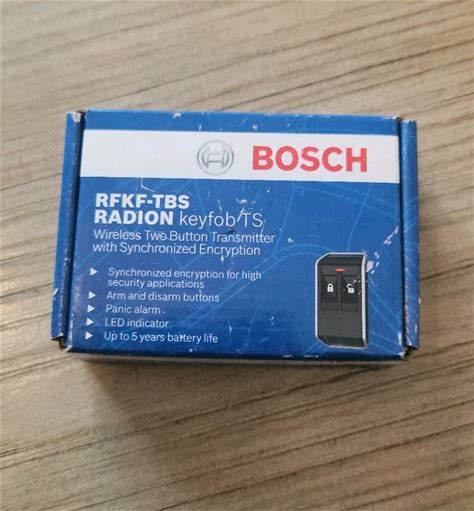 BOSCH
RFKF-TBS
RADION keyfob TS
Wireless Two Button Transmitter
with Synchronized Encryption
Synchronized encryption for high
security applications
Arm and disarm buttons
Panic alarm
LED indicator
Up to 5 years battery life